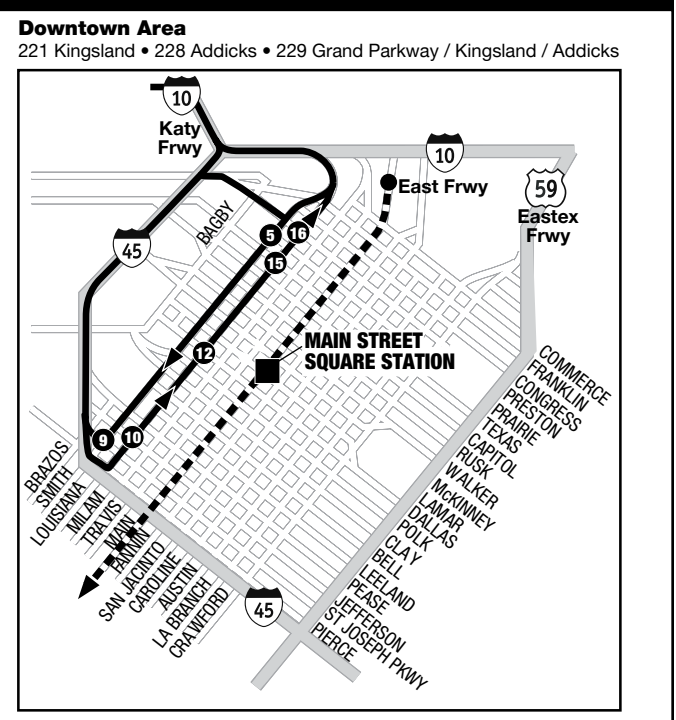 Downtown Area
221 Kingsland • 228 Addicks • 229 Grand Parkway / Kingsland / Addicks
10
Katy
Frwy
10
East Frwy
59
Eastex
Frwy
BAGBY
45
5
16
15
MAIN STREET
SQUARE STATION
12
9
10
BRAZOS
SMITH
LOUISIANA
MILAM
TRAVIS
MAIN
FANNIN
SAN JACINTO
CAROLINE
AUSTIN
LA BRANCH
CRAWFORD
45
COMMERCE
FRANKLIN
CONGRESS
PRESTON
PRAIRIE
TEXAS
CAPITOL
RUSK
WALKER
McKINNEY
LAMAR
DALLAS
POLK
CLAY
BELL
LEELAND
PEASE
JEFFERSON
ST JOSEPH PKWY
PIERCE